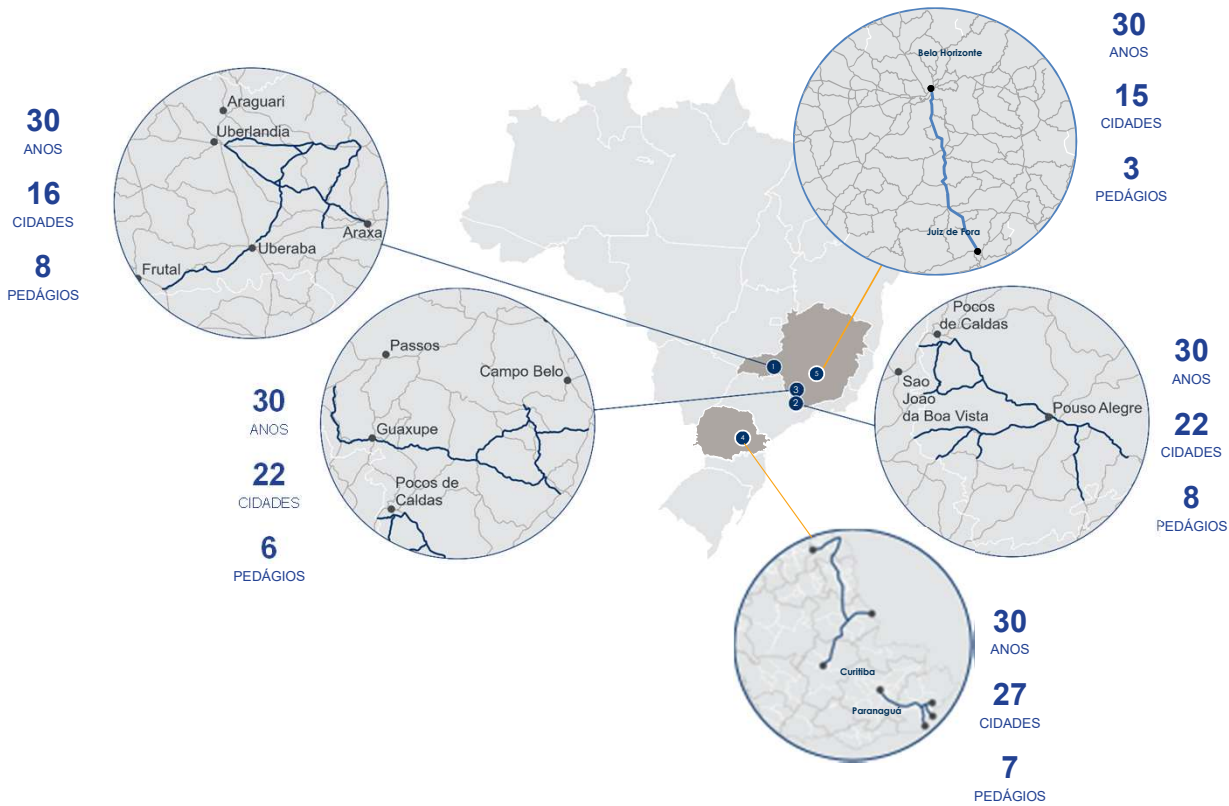 30
ANOS
16
CIDADES
8
PEDÁGIOS
Araguari
Uberlandia
Uberaba
Araxa
Frutal
Belo Horizonte
Juiz de Fora
30
ANOS
15
CIDADES
3
PEDÁGIOS
1
5
3
2
4
30
ANOS
22
CIDADES
6
PEDÁGIOS
Passos
Campo Belo
Guaxupe
Pocos de
Caldas
Pocos
de Caldas
Sao
Joao
da Boa Vista
Pouso Alegre
30
ANOS
22
CIDADES
8
PEDÁGIOS
Curitiba
Paranaguá
30
ANOS
27
CIDADES
7
PEDÁGIOS